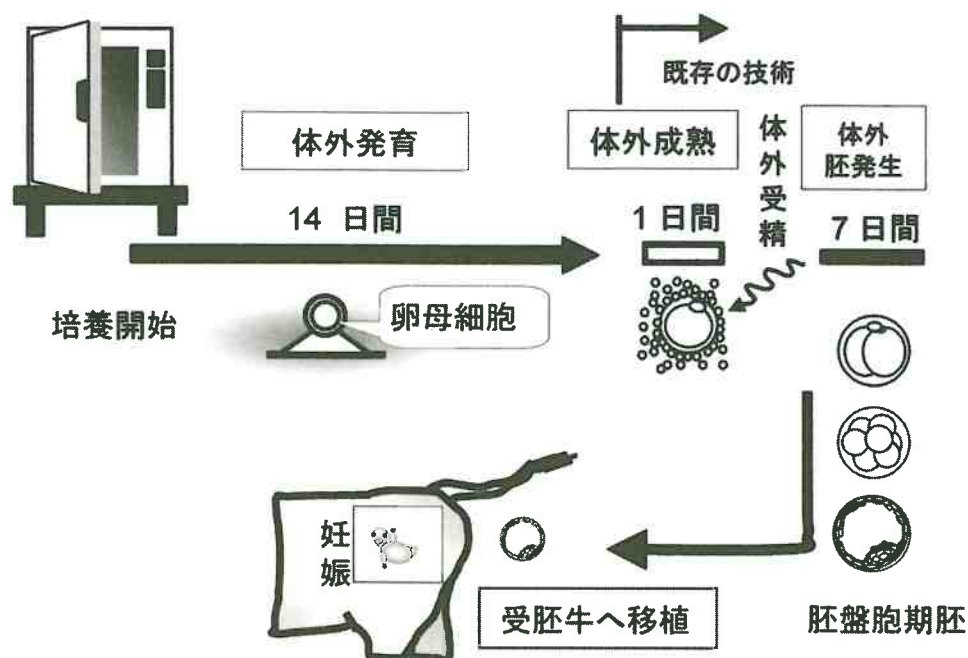 既存の技術
体外発育
体外成熟
体外受精
体外
胚発生
14 日間
1 日間
7 日間
培養開始
卵母細胞
妊娠
受胚牛へ移植
胚盤胞期胚